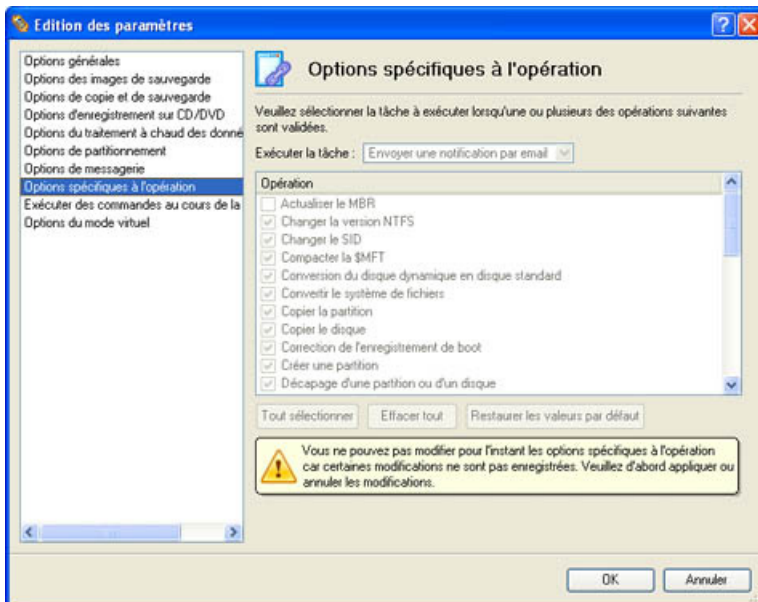 Edition des paramètres
Options générales
Options des images de sauvegarde
Options de copie et de sauvegarde
Options d'enregistrement sur CD/DVD
Options du traitement à chaud des donné
Options de partitionnement
Options de messagerie
Options spécifiques à l'opération
Exécuter des commandes au cours de la
Options du mode virtuel
Options spécifiques à l'opération
Veuillez sélectionner la tâche à exécuter lorsqu'une ou plusieurs des opérations suivantes
sont validées.
Exécuter la tâche : Envoyer une notification par email
Opération
Actualiser le MBR
Changer la version NTFS
Changer le SID
Compacter la $MFT
Conversion du disque dynamique en disque standard
Convertir le système de fichiers
Copier la partition
Copier le disque
Correction de l'enregistrement de boot
Créer une partition
Décapage d'une partition ou d'un disque
Tout sélectionner Effacer tout Restaurer les valeurs par défaut
Vous ne pouvez pas modifier pour l'instant les options spécifiques à l'opération
car certaines modifications ne sont pas enregistrées. Veuillez d'abord appliquer ou
annuler les modifications.
OK Annuler